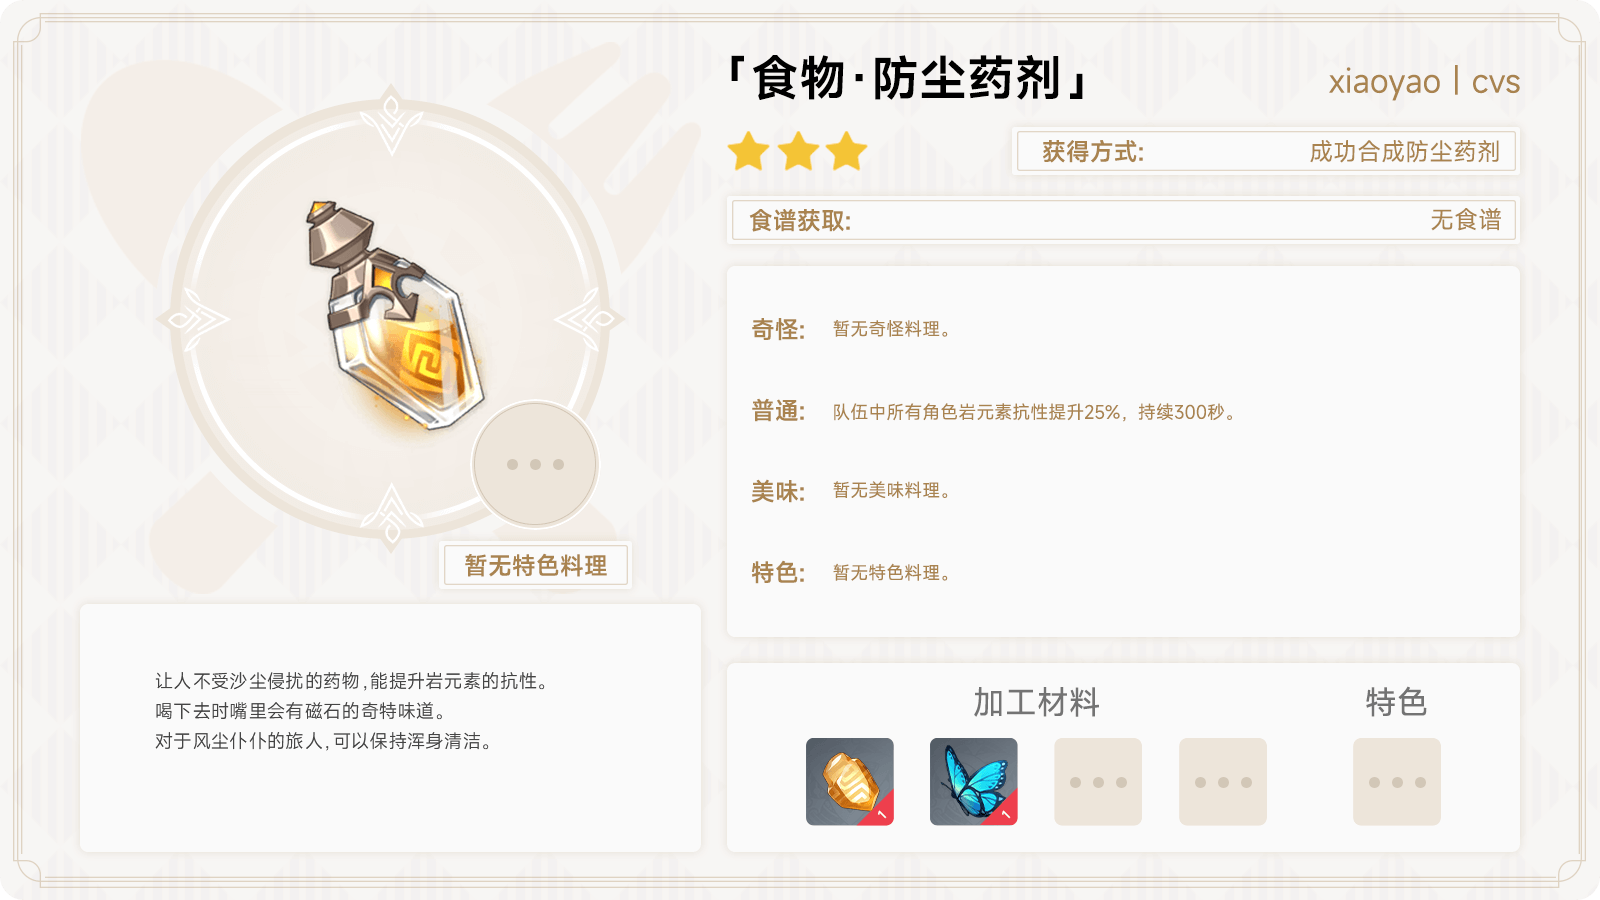 「食物·防尘药剂」
xiaoyao | cvs
获得方式:
成功合成防尘药剂
食谱获取:
无食谱
奇怪:
暂无奇怪料理。
普通:
队伍中所有角色岩元素抗性提升25%，持续300秒。
美味:
暂无美味料理。
特色:
暂无特色料理。
暂无特色料理
让人不受沙尘侵扰的药物,能提升岩元素的抗性。
喝下去时嘴里会有磁石的奇特味道。
对于风尘仆仆的旅人,可以保持浑身清洁。
加工材料
特色
1
1